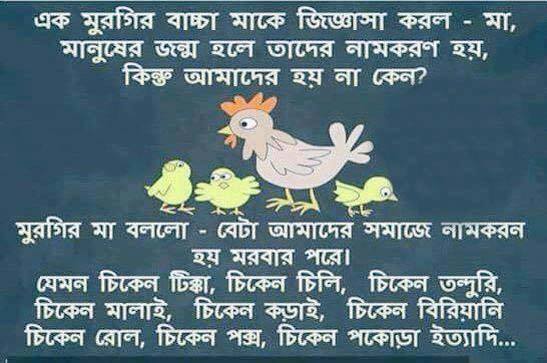 এক মুরগির বাচ্চা মাকে জিজ্ঞাসা করল - মা,
মানুষের জন্ম হলে তাদের নামকরণ হয়,
কিন্তু আমাদের হয় না কেন?
মুরগির মা বললো - বেটা আমাদের সমাজে নামকরন
হয় মরবার পরে।
যেমন চিকেন টিক্কা, চিকেন চিলি, চিকেন তন্দুরি,
চিকেন মালাই, চিকেন কড়াই, চিকেন বিরিয়ানি
চিকেন রোল, চিকেন পক্স, চিকেন পকোড়া ইত্যাদি...